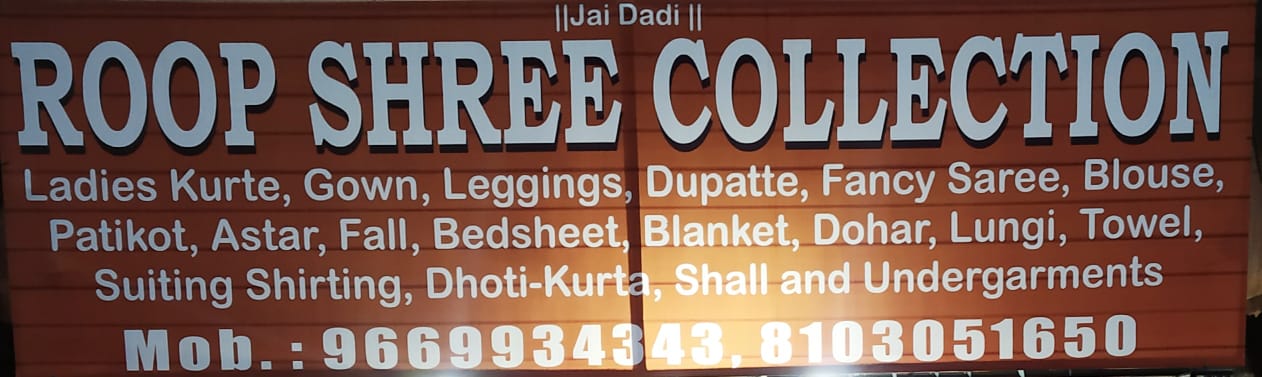 ||Jai Dadi ||
ROOP SHREE COLLECTION
Ladies Kurte, Gown, Leggings, Dupatte, Fancy Saree, Blouse,
Patikot, Astar, Fall, Bedsheet, Blanket, Dohar, Lungi, Towel,
Suiting Shirting, Dhoti-Kurta, Shall and Undergarments
Mob. : 9669934343, 8103051650